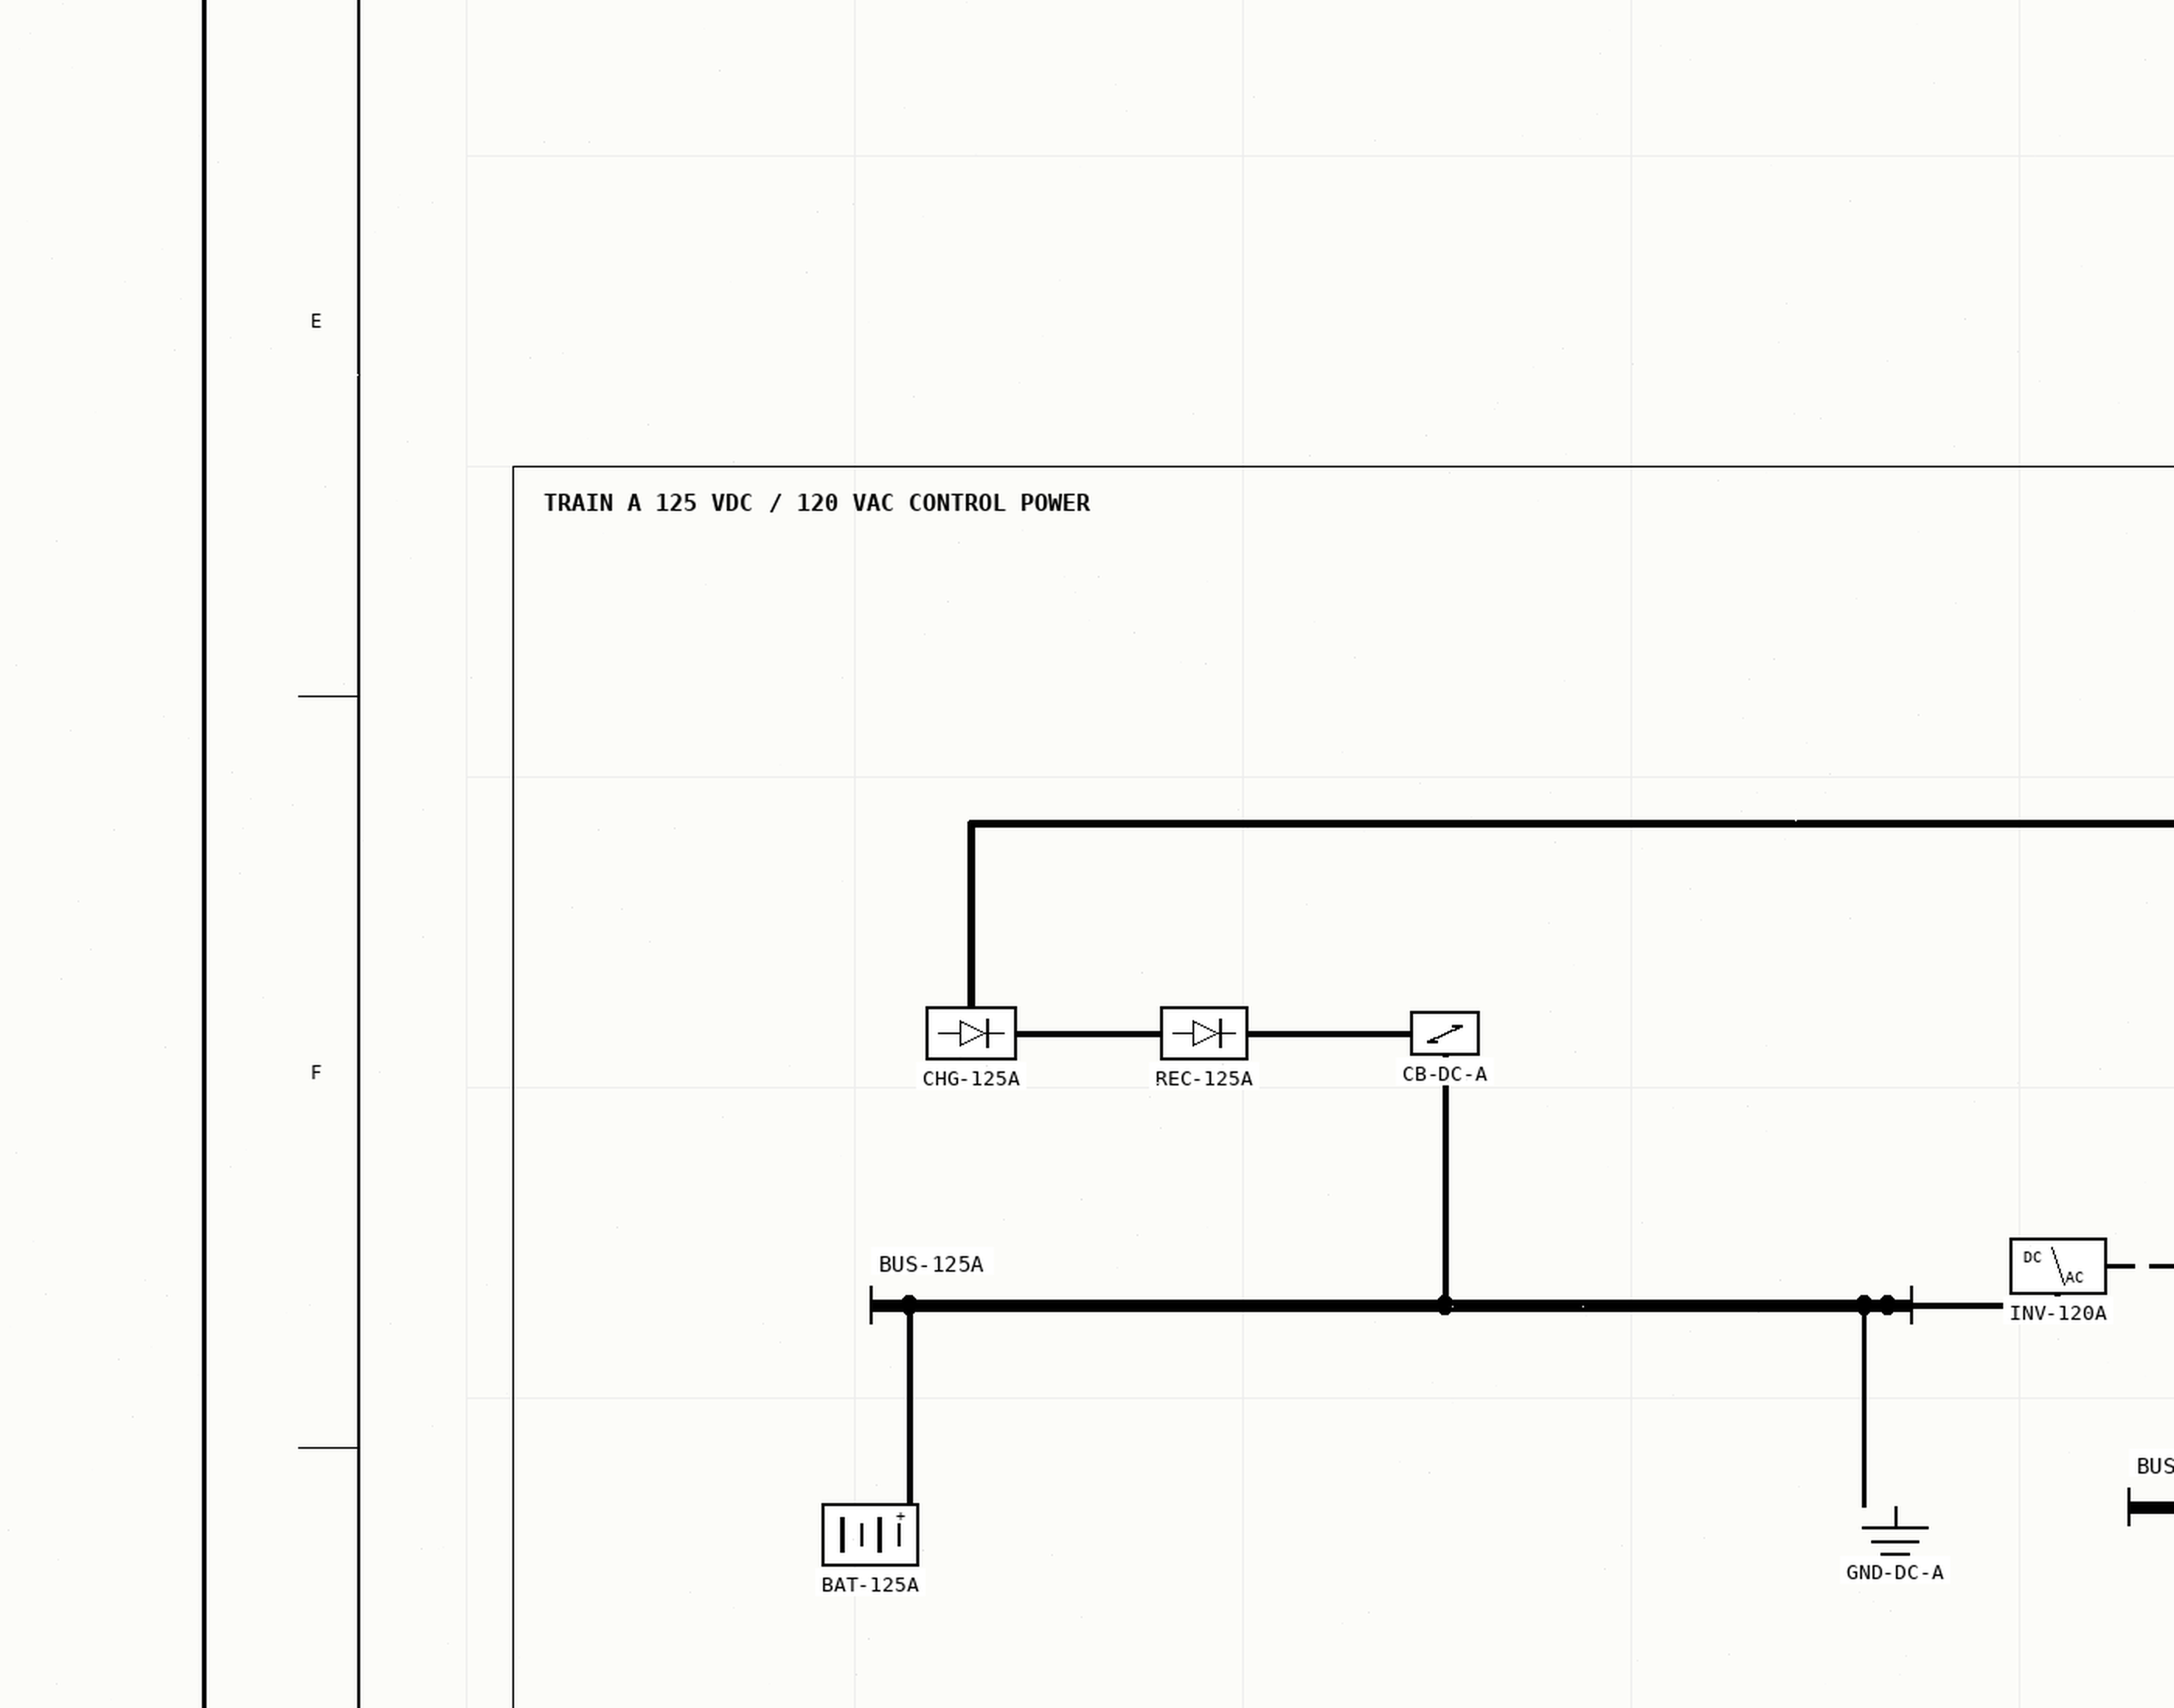 E
TRAIN A 125 VDC / 120 VAC CONTROL POWER
F
CHG-125A
REC-125A
CB-DC-A
BUS-125A
DC
AC
INV-120A
BUS
+
BAT-125A
GND-DC-A